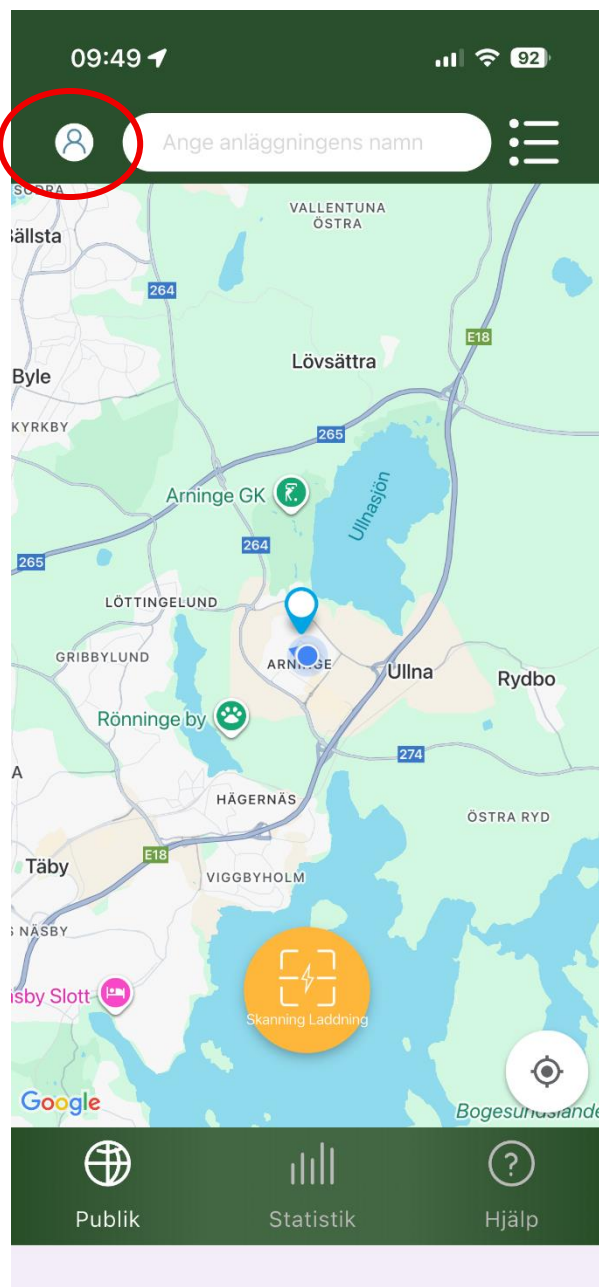 09:49
92
Ange anläggningens namn
SÖDRA
VALLENTUNA
ÖSTRA
ällsta
264
E18
Lövsättra
Byle
KYRKBY
265
Arninge GK
Ullnasjön
264
265
LÖTTINGELUND
GRIBBYLUND
ARNINGE
Ullna
Rydbo
Rönninge by
274
A
HÄGERNÄS
ÖSTRA RYD
Täby
E18
VIGGBYHOLM
NÄSBY
sby Slott
Skanning Laddning
Google
Bogesundslande
Publik
Statistik
Hjälp